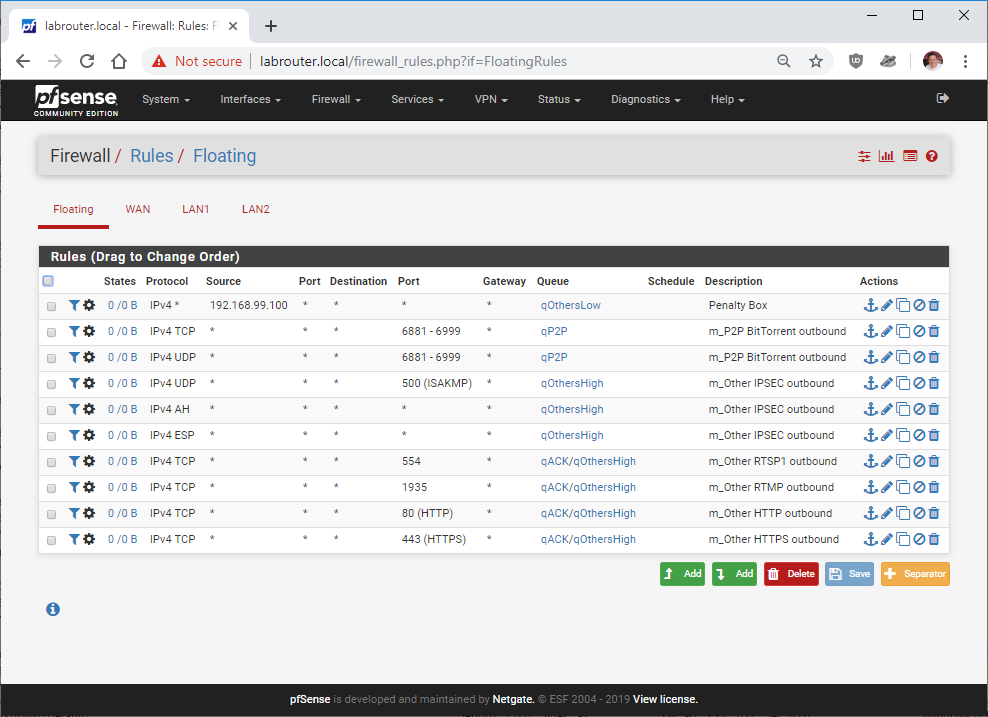 labrouter.local - Firewall: Rules: F
Not secure labrouter.local/firewall_rules.php?if=FloatingRules
pfsense COMMUNITY EDITION System Interfaces Firewall Services VPN Status Diagnostics Help
Firewall / Rules / Floating
Floating WAN LAN1 LAN2
Rules (Drag to Change Order)
States Protocol Source Port Destination Port Gateway Queue Schedule Description Actions
0 /0 B IPv4 * 192.168.99.100 * * * * qOthersLow Penalty Box
0 /0 B IPv4 TCP * * * 6881 - 6999 * qP2P m_P2P BitTorrent outbound
0 /0 B IPv4 UDP * * * 6881 - 6999 * qP2P m_P2P BitTorrent outbound
0 /0 B IPv4 UDP * * * 500 (ISAKMP) * qOthersHigh m_Other IPSEC outbound
0 /0 B IPv4 AH * * * * * qOthersHigh m_Other IPSEC outbound
0 /0 B IPv4 ESP * * * * * qOthersHigh m_Other IPSEC outbound
0 /0 B IPv4 TCP * * * 554 * qACK/qOthersHigh m_Other RTSP1 outbound
0 /0 B IPv4 TCP * * * 1935 * qACK/qOthersHigh m_Other RTMP outbound
0 /0 B IPv4 TCP * * * 80 (HTTP) * qACK/qOthersHigh m_Other HTTP outbound
0 /0 B IPv4 TCP * * * 443 (HTTPS) * qACK/qOthersHigh m_Other HTTPS outbound
Add Add Delete Save Separator
pfSense is developed and maintained by Netgate. © ESF 2004 - 2019 View license.